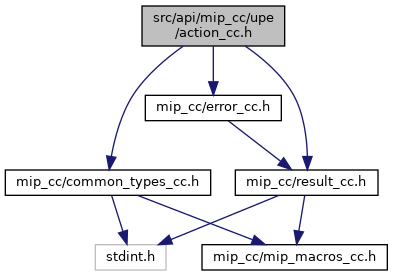 src/api/mip_cc/upe
/action_cc.h
mip_cc/error_cc.h
mip_cc/common_types_cc.h
mip_cc/result_cc.h
stdint.h
mip_cc/mip_macros_cc.h